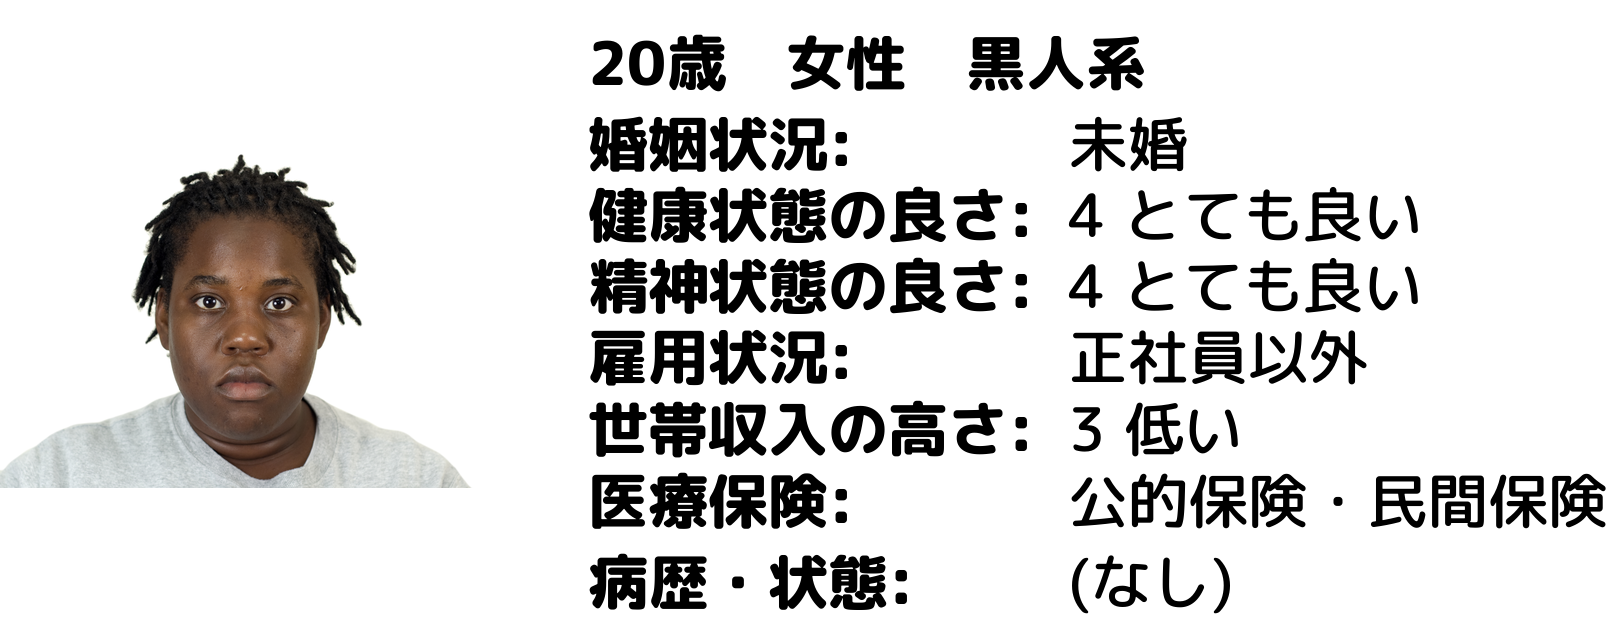 20歳　女性　黒人系
婚姻状況: 未婚
健康状態の良さ: 4 とても良い
精神状態の良さ: 4 とても良い
雇用状況: 正社員以外
世帯収入の高さ: 3 低い
医療保険: 公的保険・民間保険
病歴・状態: (なし)